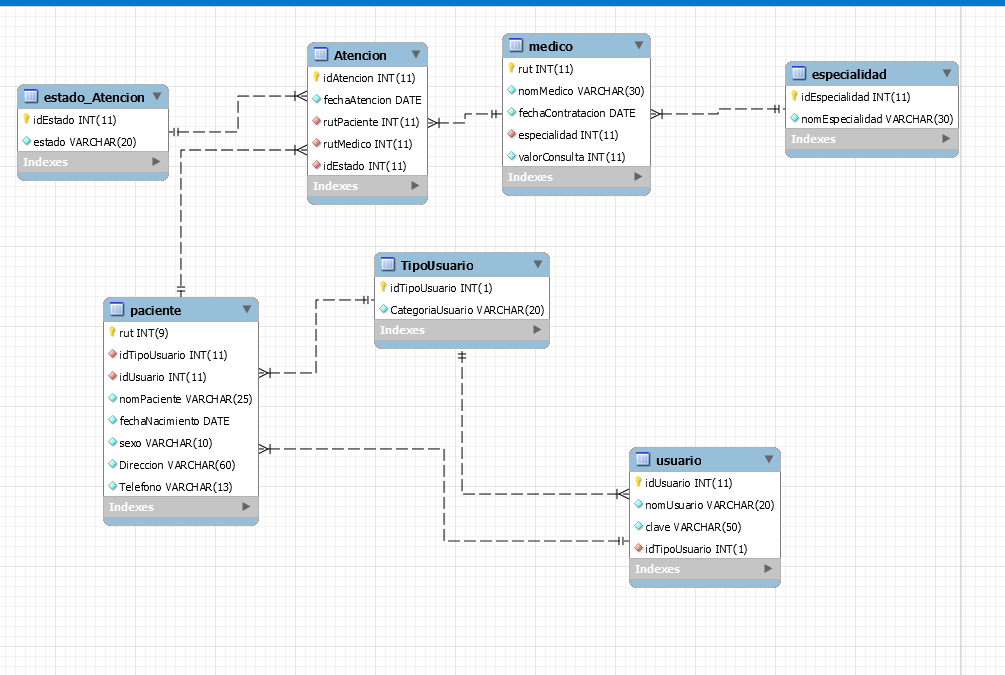 estado_Atencion
idEstado INT(11)
estado VARCHAR(20)
Indexes
Atencion
idAtencion INT(11)
fechaAtencion DATE
rutPaciente INT(11)
rutMedico INT(11)
idEstado INT(11)
Indexes
medico
rut INT(11)
nomMedico VARCHAR(30)
fechaContratacion DATE
especialidad INT(11)
valorConsulta INT(11)
Indexes
especialidad
idEspecialidad INT(11)
nomEspecialidad VARCHAR(30)
Indexes
TipoUsuario
idTipoUsuario INT(1)
CategoriaUsuario VARCHAR(20)
Indexes
paciente
rut INT(9)
idTipoUsuario INT(11)
idUsuario INT(11)
nomPaciente VARCHAR(25)
fechaNacimiento DATE
sexo VARCHAR(10)
Direccion VARCHAR(60)
Telefono VARCHAR(13)
Indexes
usuario
idUsuario INT(11)
nomUsuario VARCHAR(20)
clave VARCHAR(50)
idTipoUsuario INT(1)
Indexes